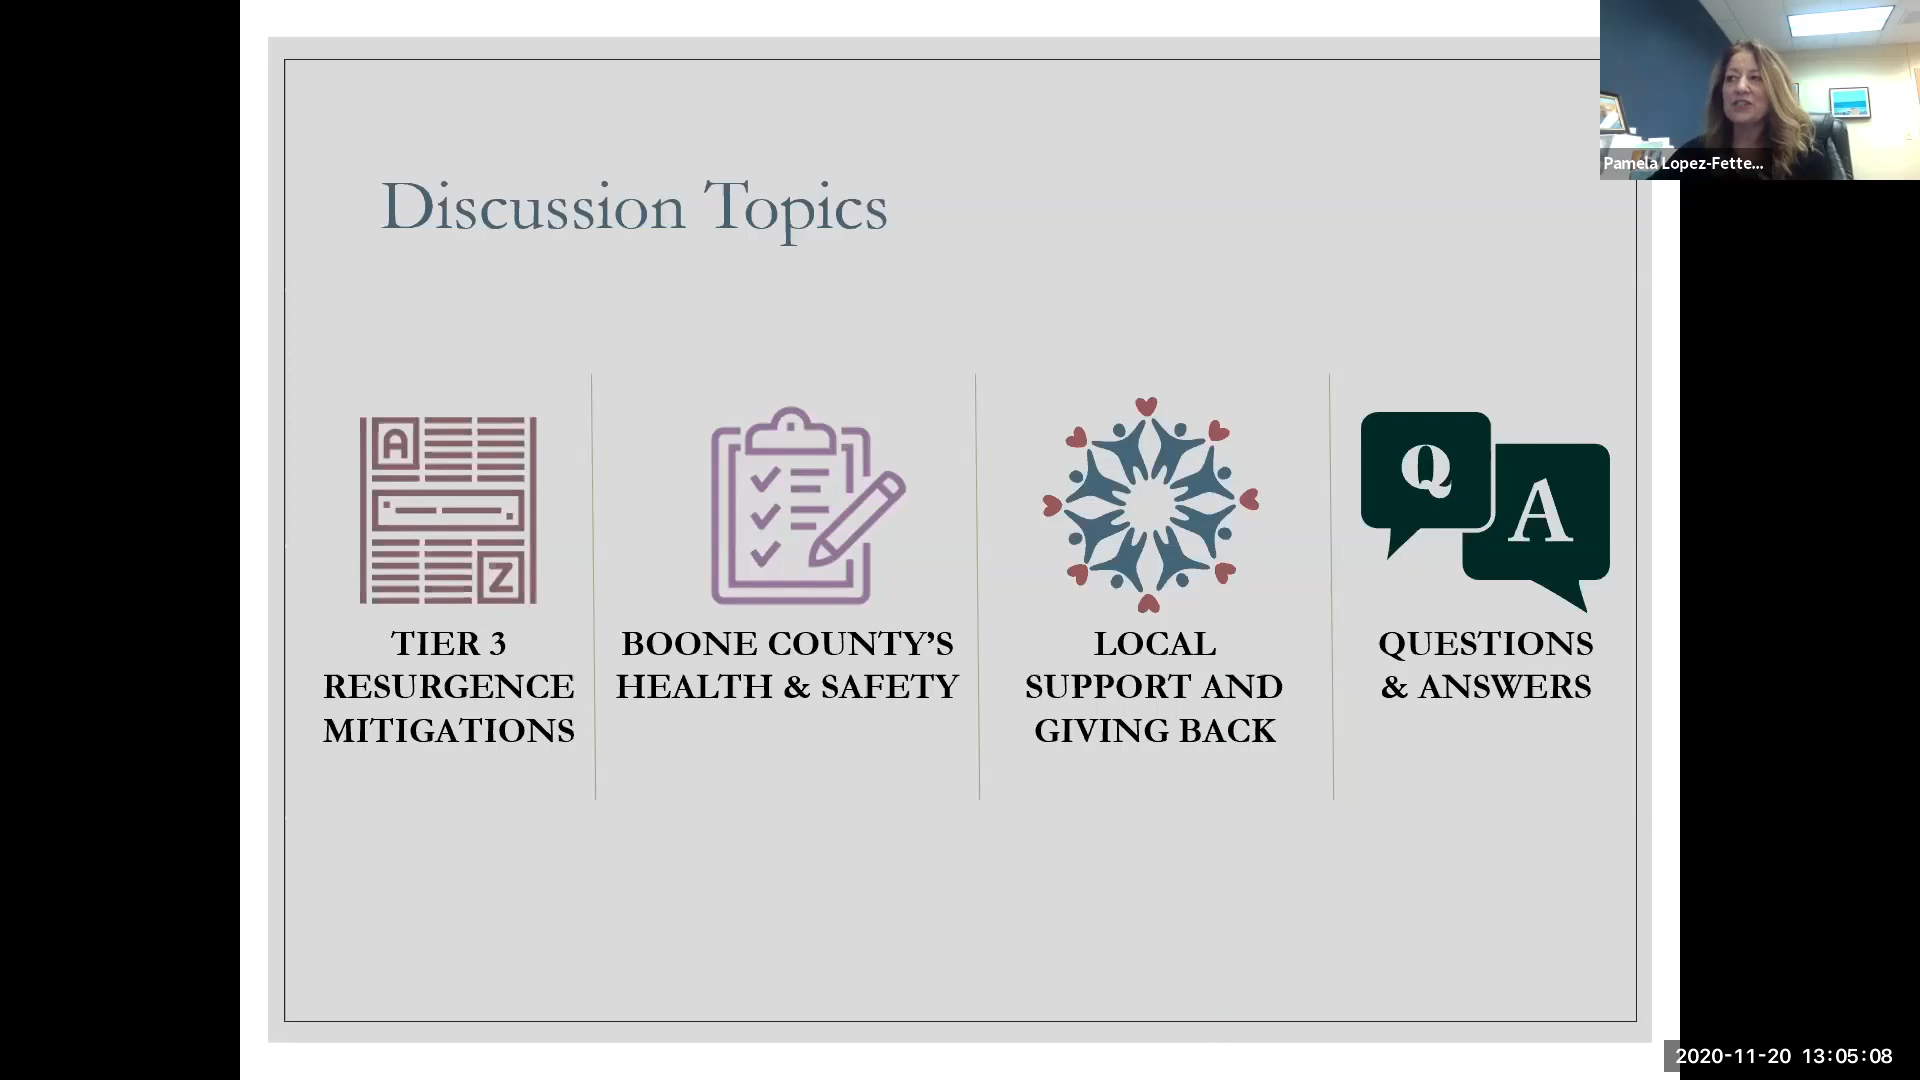 Pamela Lopez-Fette...
Discussion Topics
A
Z
Q
A
TIER 3
RESURGENCE
MITIGATIONS
BOONE COUNTY’S
HEALTH & SAFETY
LOCAL
SUPPORT AND
GIVING BACK
QUESTIONS
& ANSWERS
2020-11-20 13:05:08